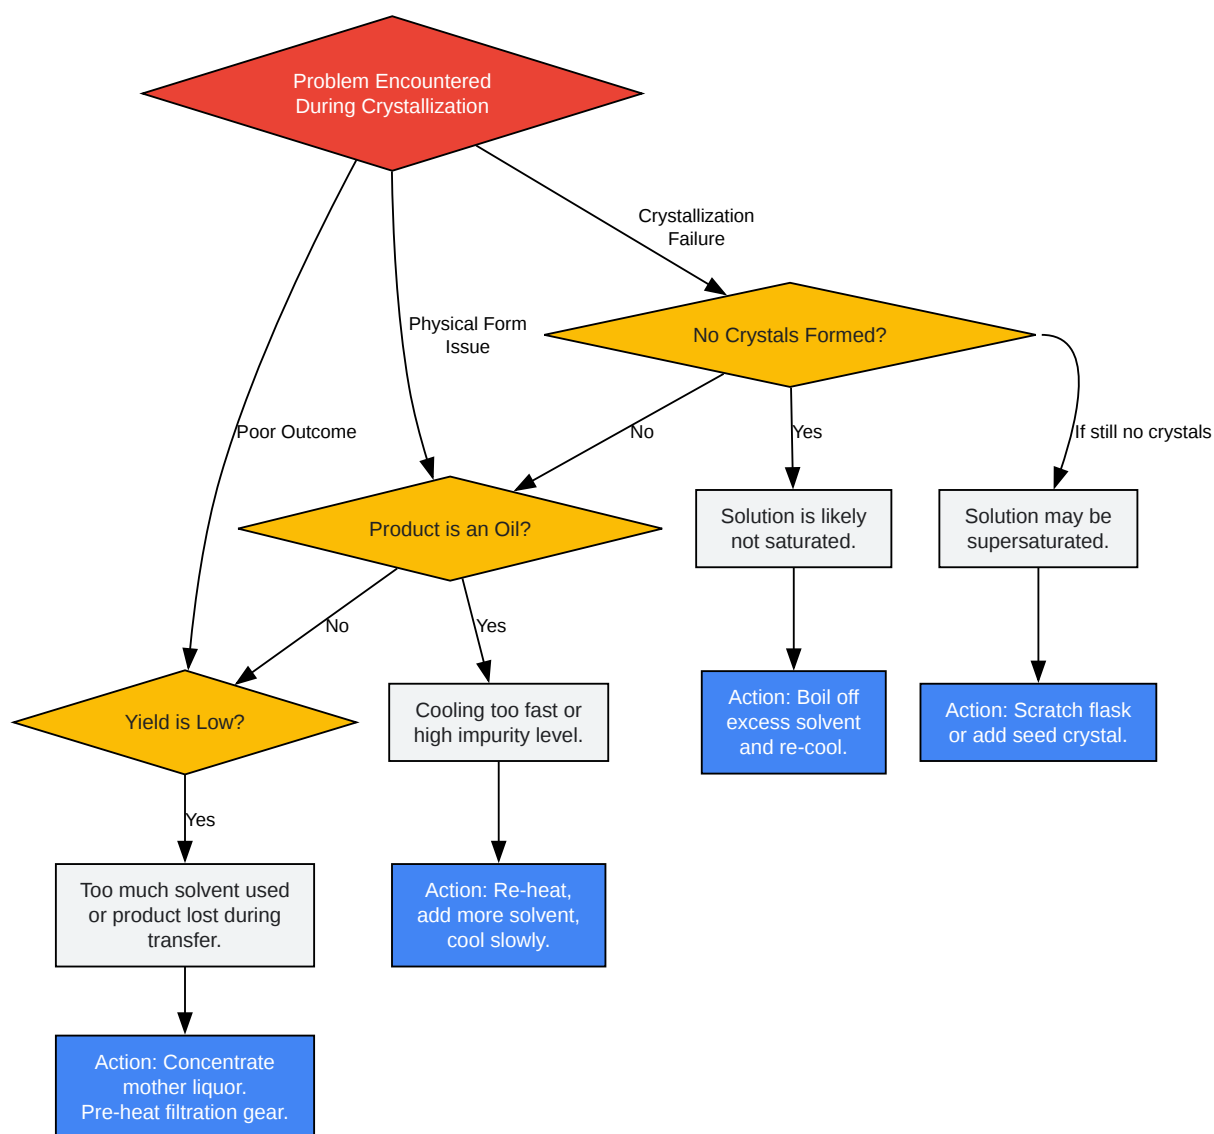 Problem Encountered
During Crystallization
Crystallization
Failure
Physical Form
Issue
No Crystals Formed?
Poor Outcome
No
Yes
If still no crystals
Product is an Oil?
Solution is likely
not saturated.
Solution may be
supersaturated.
No
Yes
Yield is Low?
Cooling too fast or
high impurity level.
Action: Boil off
excess solvent
and re-cool.
Action: Scratch flask
or add seed crystal.
Yes
Too much solvent used
or product lost during
transfer.
Action: Re-heat,
add more solvent,
cool slowly.
Action: Concentrate
mother liquor.
Pre-heat filtration gear.